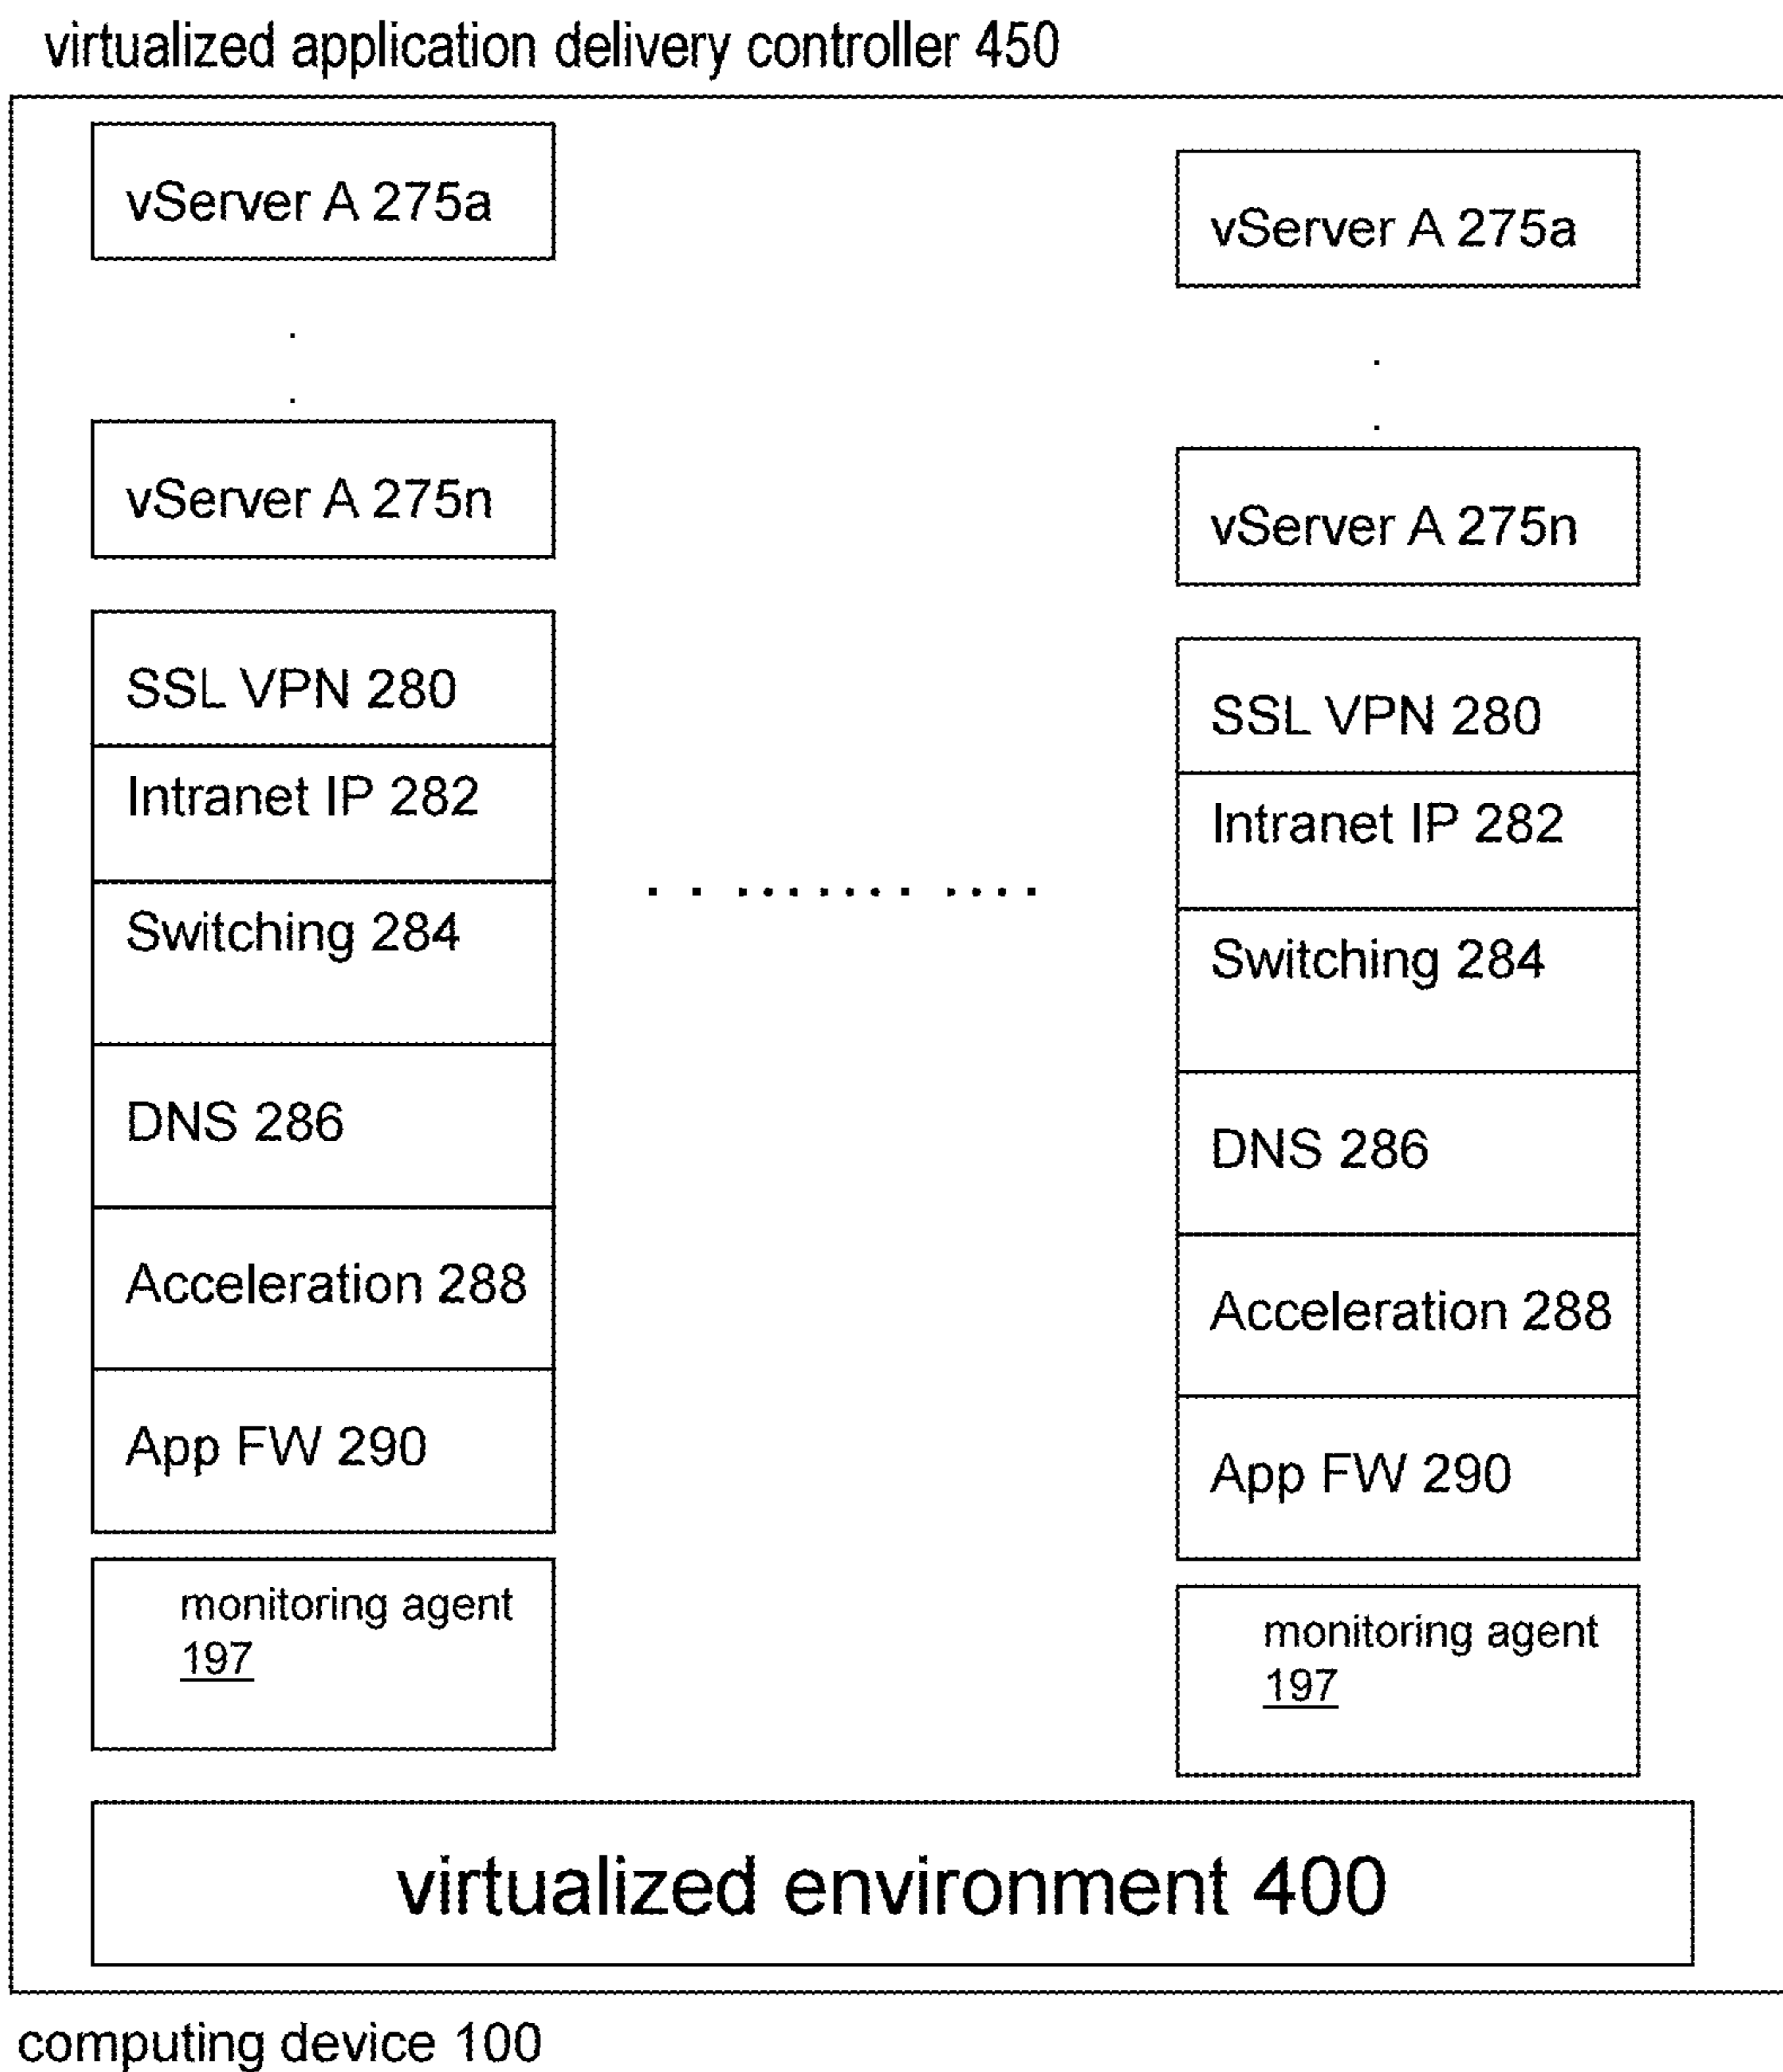 virtualized application delivery controller 450
vServer A 275a
vServer A 275n
SSL VPN 280
Intranet IP 282
Switching 284
DNS 286
Acceleration 288
App FW 290
monitoring agent
197
vServer A 275a
vServer A 275n
SSL VPN 280
Intranet IP 282
Switching 284
DNS 286
Acceleration 288
App FW 290
monitoring agent
197
virtualized environment 400
computing device 100